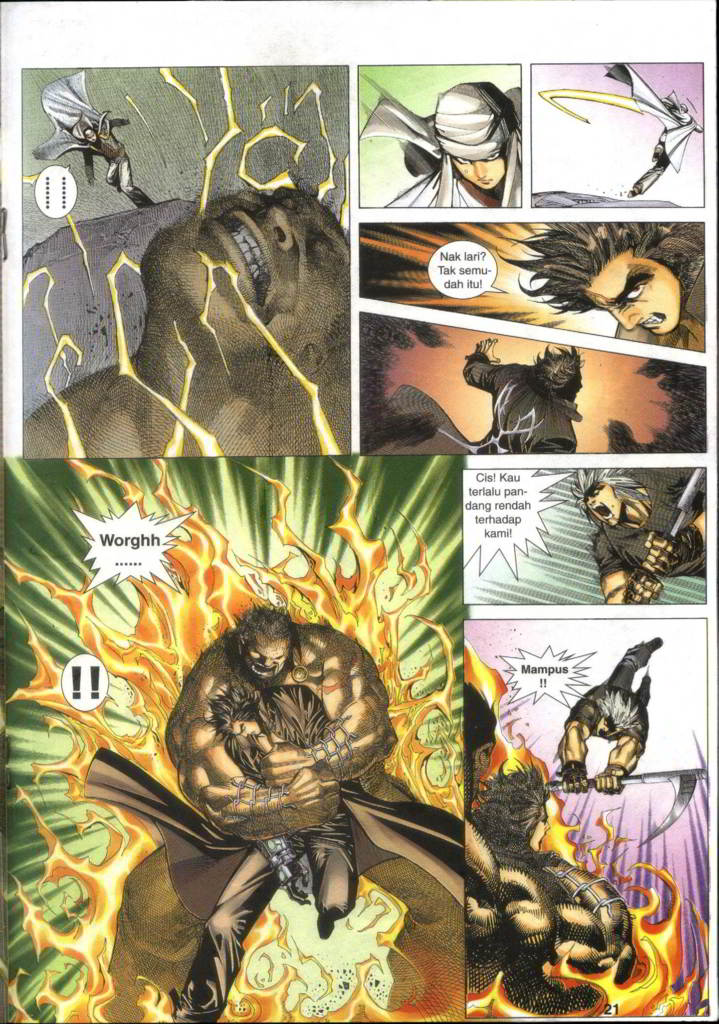 ......
Nak lari?
Tak semu-
dah itu!
Worghh
......
!!
Cis! Kau
terlalu pan-
dang rendah
terhadap
kami!
Mampus
!!
21